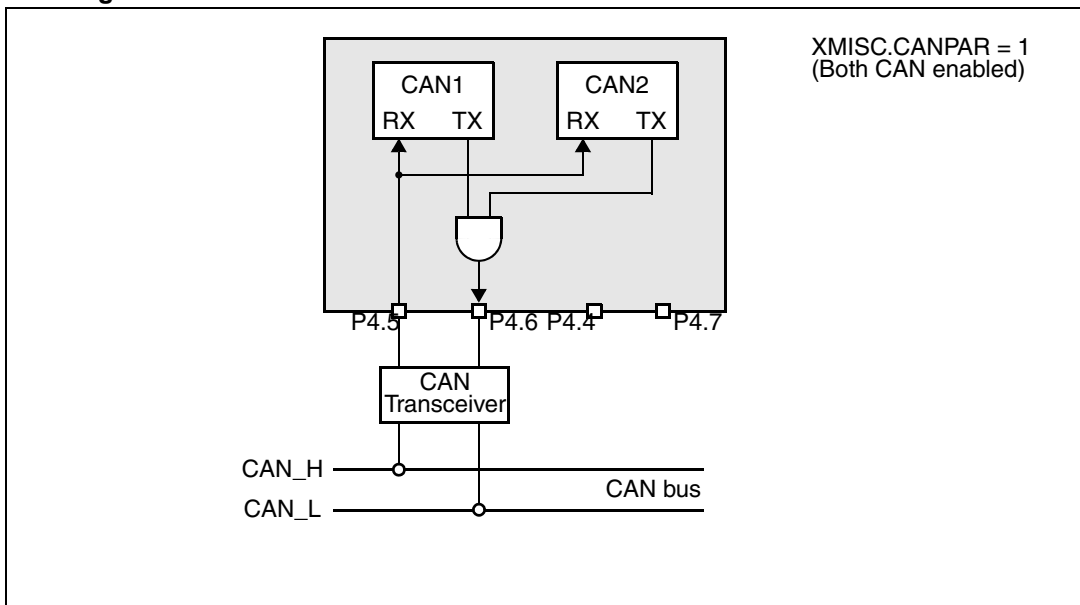 XMISC.CANPAR = 1
(Both CAN enabled)
CAN1
RX TX
CAN2
RX TX
P4.5
P4.6
P4.4
P4.7
CAN
Transceiver
CAN_H
CAN bus
CAN_L